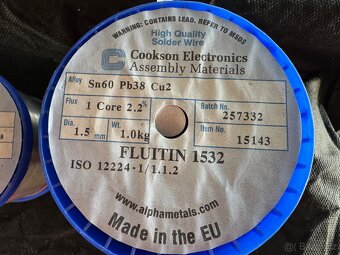 WARNING: CONTAINS LEAD. REFER TO MSDS
High Quality
Solder Wire
Cookson Electronics
Assembly Materials
Alloy
Sn60 Pb38 Cu2
Flux
1 Core 2.2%
Batch No.
257332
Dia.
1.5mm
Wt.
1.0kg
Item No.
15143
FLUITIN 1532
ISO 12224-1/1.1.2
www.alphametals.com
Made in the EU